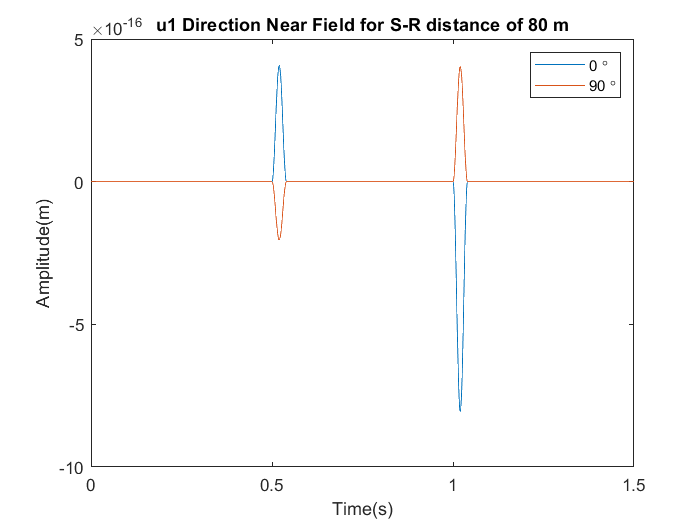 ×10^-16
u1 Direction Near Field for S-R distance of 80 m
5
0
-5
-10
Amplitude(m)
0 °
90 °
0 0.5 1 1.5
Time(s)